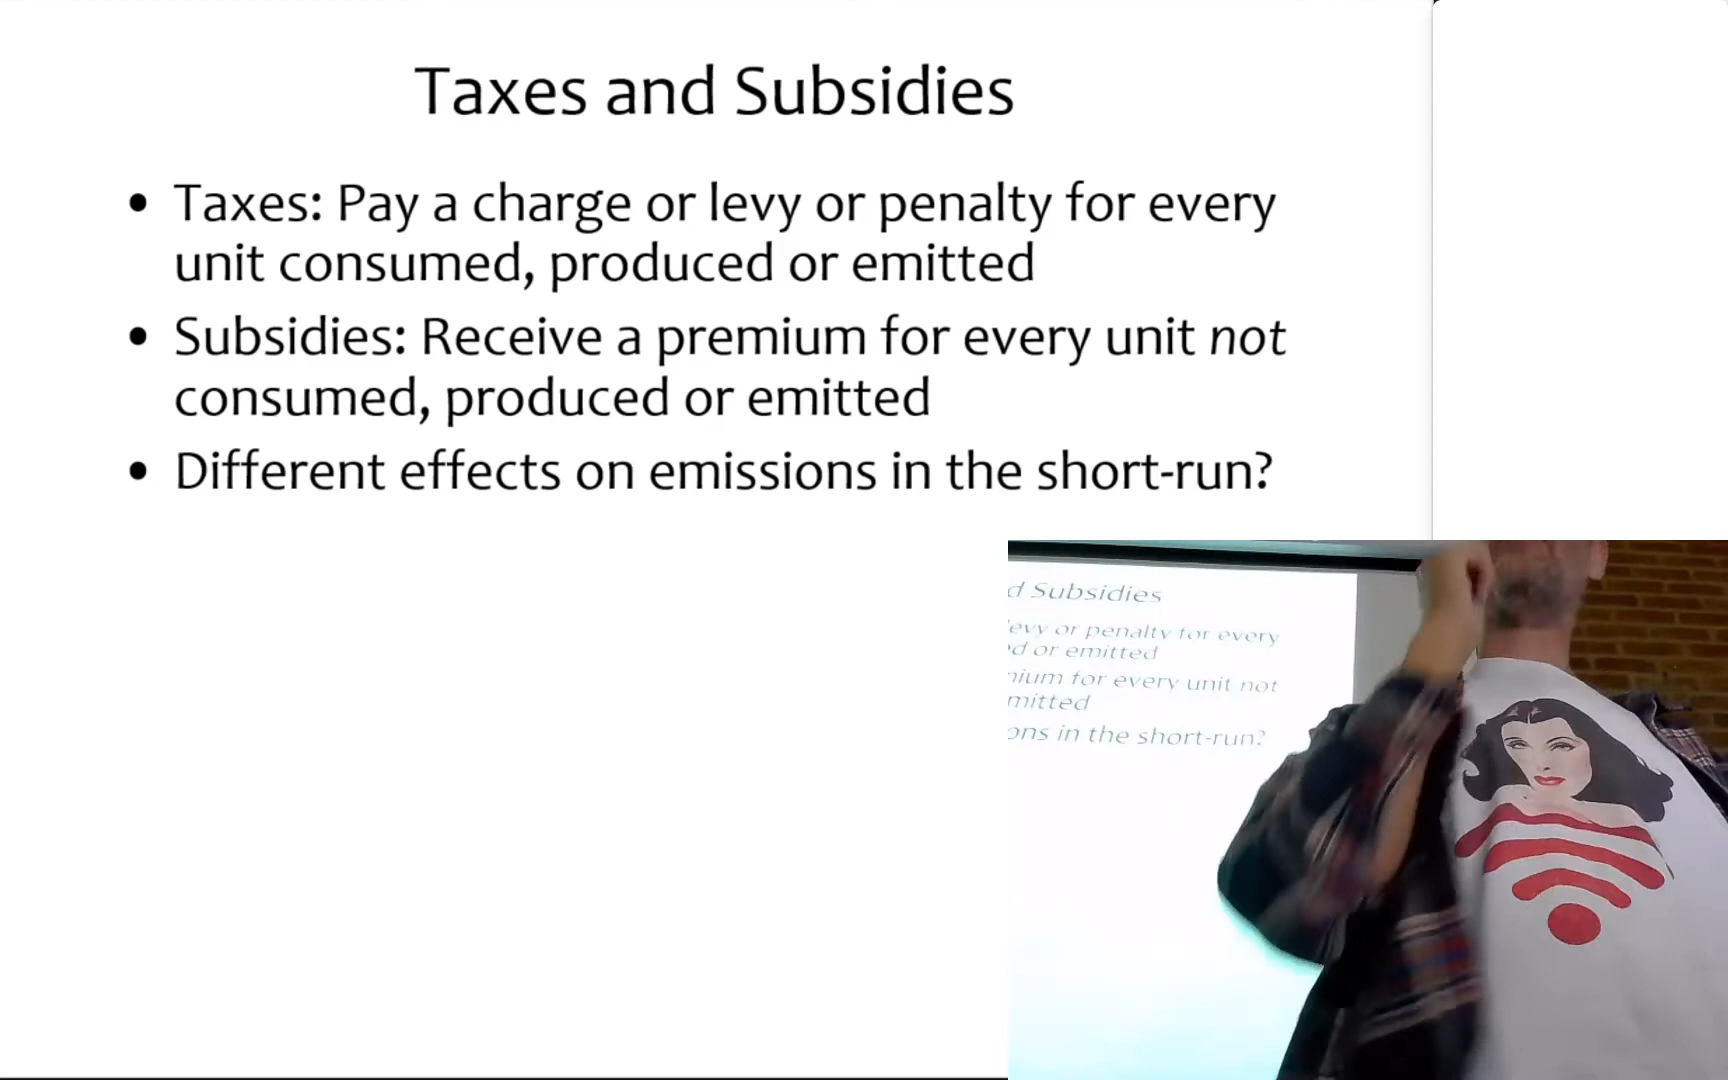 Taxes and Subsidies
• Taxes: Pay a charge or levy or penalty for every
unit consumed, produced or emitted
• Subsidies: Receive a premium for every unit not
consumed, produced or emitted
• Different effects on emissions in the short-run?
d Subsidies
levy or penalty for every
ed or emitted
nium for every unit not
mitted
ons in the short-run?